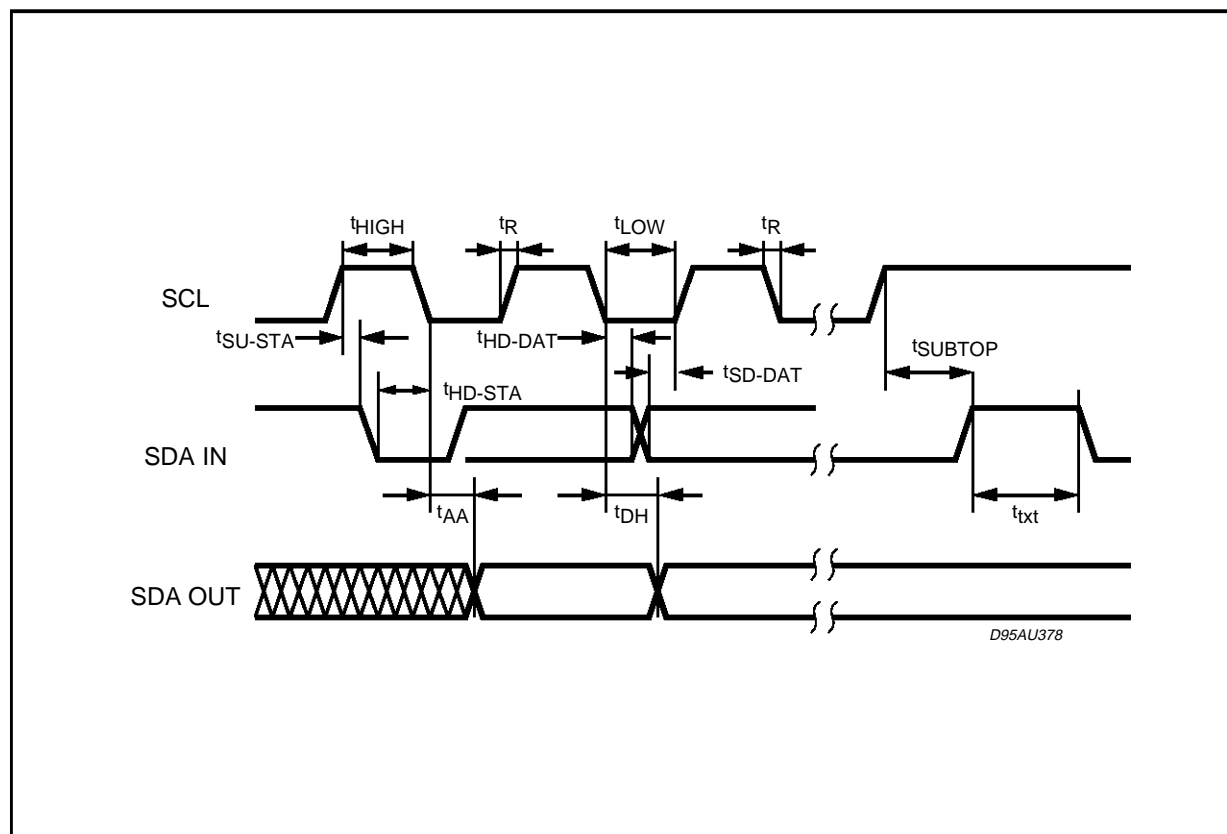 tHIGH
tR
tLOW
tR
SCL
tSU-STA
tHD-DAT
tSUBTOP
tSD-DAT
tHD-STA
SDA IN
tAA
tDH
ttxt
SDA OUT
D95AU378